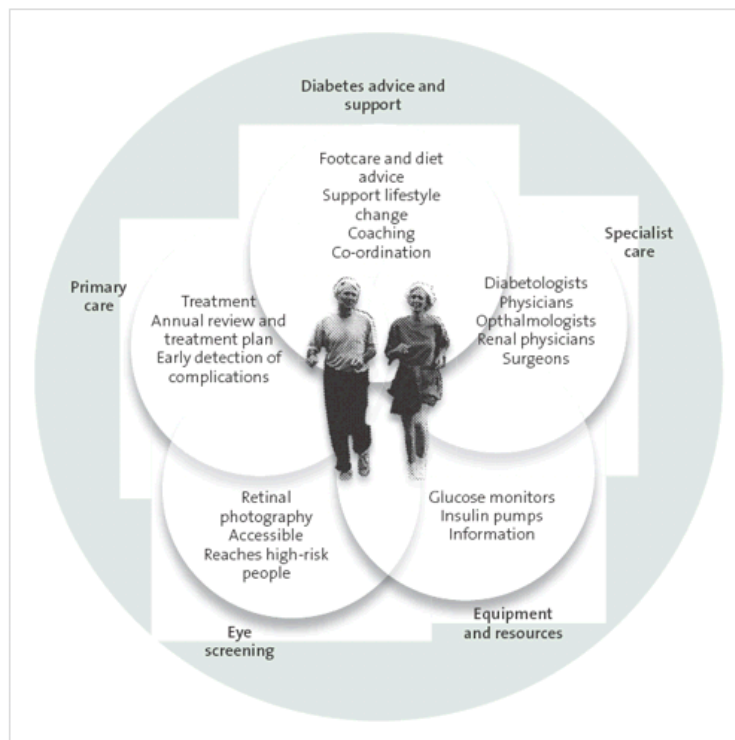 Diabetes advice and
support
Footcare and diet
advice
Support lifestyle
change
Coaching
Co-ordination
Specialist
care
Diabetologists
Physicians
Opthalmologists
Renal physicians
Surgeons
Primary
care
Treatment
Annual review and
treatment plan
Early detection of
complications
Retinal
photography
Accessible
Reaches high-risk
people
Glucose monitors
Insulin pumps
Information
Equipment
and resources
Eye
screening